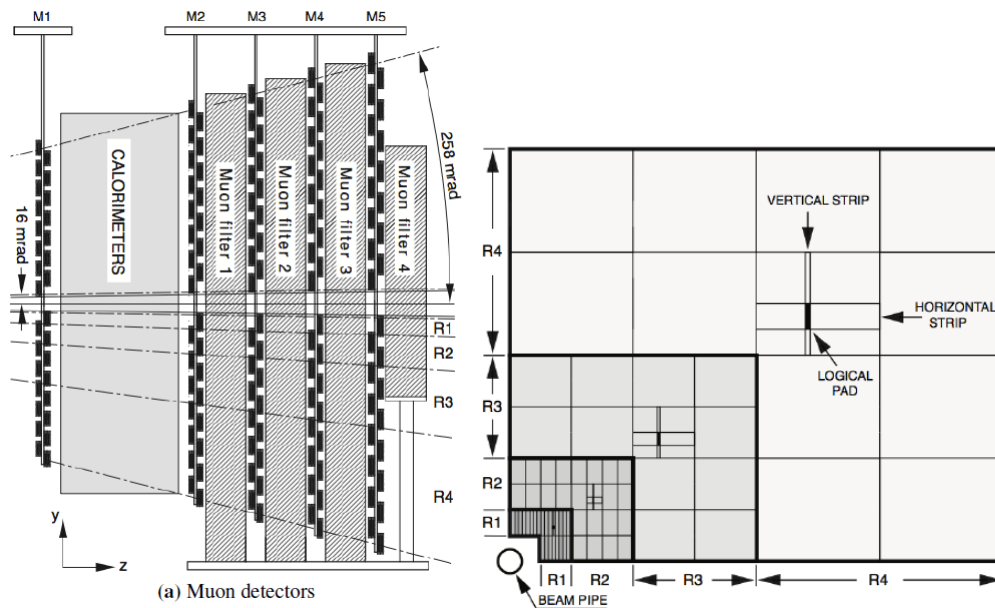 M1
M2
M3
M4
M5
CALORIMETERS
Muon filter 1
Muon filter 2
Muon filter 3
Muon filter 4
258 mrad
16 mrad
R1
R2
R3
R4
y
z
(a) Muon detectors
R4
R3
R2
R1
VERTICAL STRIP
HORIZONTAL
STRIP
LOGICAL
PAD
R1
R2
R3
R4
BEAM PIPE